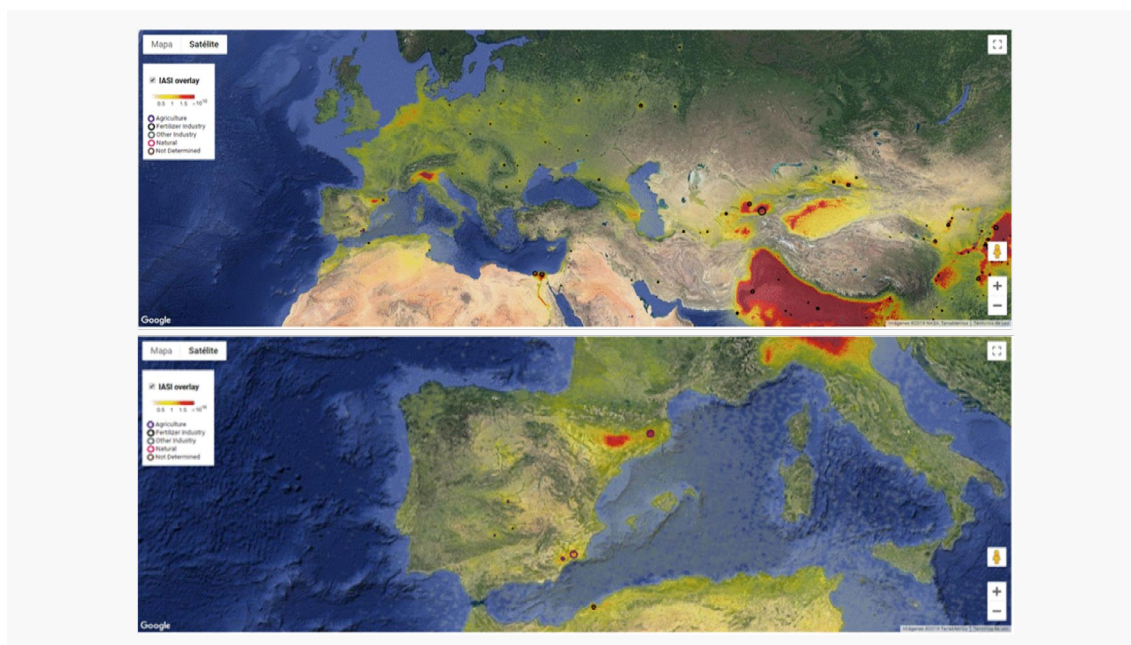 Mapa Satélite
IASI overlay
0.5 1 1.5 ×10¹⁶
Agriculture
Fertilizer Industry
Other Industry
Natural
Not Determined
Google
Mapa Satélite
IASI overlay
0.5 1 1.5 ×10¹⁶
Agriculture
Fertilizer Industry
Other Industry
Natural
Not Determined
Google